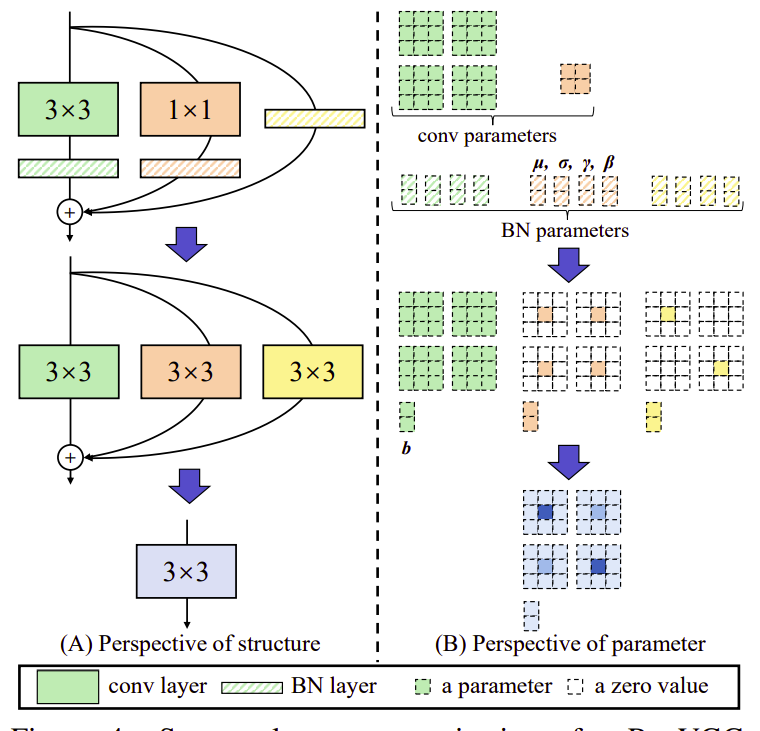 3×3
1×1
+
3×3
3×3
3×3
+
3×3
(A) Perspective of structure
conv parameters
μ, σ, γ, β
BN parameters
b
(B) Perspective of parameter
conv layer
BN layer
a parameter
a zero value